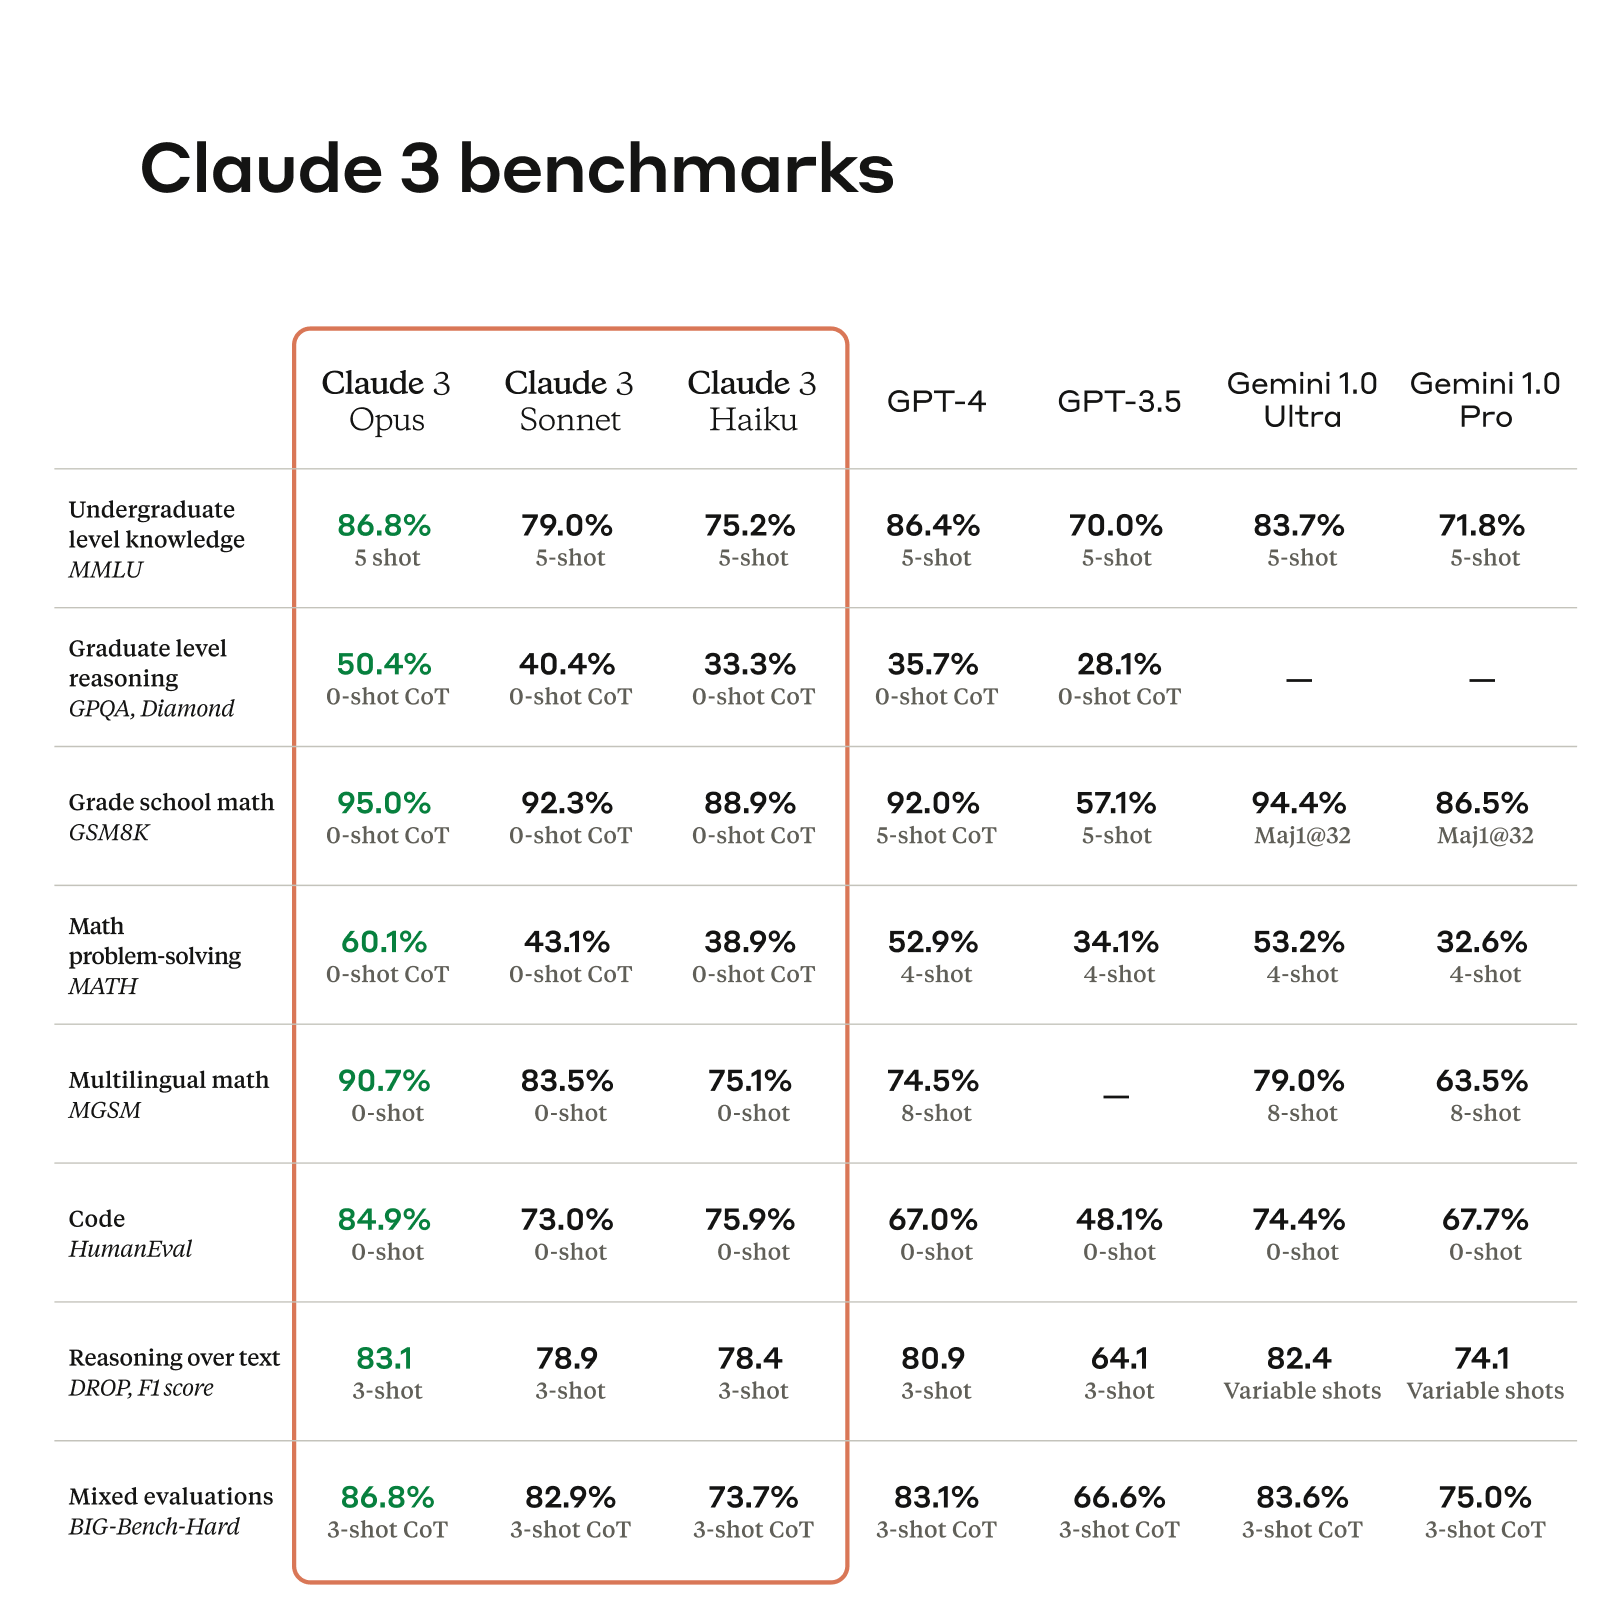 Claude 3 benchmarks
Claude 3 Opus
Claude 3 Sonnet
Claude 3 Haiku
GPT-4
GPT-3.5
Gemini 1.0 Ultra
Gemini 1.0 Pro
Undergraduate
level knowledge
MMLU
86.8% 79.0% 75.2% 86.4% 70.0% 83.7% 71.8%
5 shot 5-shot 5-shot 5-shot 5-shot 5-shot 5-shot
Graduate level
reasoning
GPQA, Diamond
50.4% 40.4% 33.3% 35.7% 28.1% — —
0-shot CoT 0-shot CoT 0-shot CoT 0-shot CoT 0-shot CoT
Grade school math
GSM8K
95.0% 92.3% 88.9% 92.0% 57.1% 94.4% 86.5%
0-shot CoT 0-shot CoT 0-shot CoT 5-shot CoT 5-shot Maj1@32 Maj1@32
Math
problem-solving
MATH
60.1% 43.1% 38.9% 52.9% 34.1% 53.2% 32.6%
0-shot CoT 0-shot CoT 0-shot CoT 4-shot 4-shot 4-shot 4-shot
Multilingual math
MGSM
90.7% 83.5% 75.1% 74.5% — 79.0% 63.5%
0-shot 0-shot 0-shot 8-shot 8-shot 8-shot
Code
HumanEval
84.9% 73.0% 75.9% 67.0% 48.1% 74.4% 67.7%
0-shot 0-shot 0-shot 0-shot 0-shot 0-shot 0-shot
Reasoning over text
DROP, F1 score
83.1 78.9 78.4 80.9 64.1 82.4 74.1
3-shot 3-shot 3-shot 3-shot 3-shot Variable shots Variable shots
Mixed evaluations
BIG-Bench-Hard
86.8% 82.9% 73.7% 83.1% 66.6% 83.6% 75.0%
3-shot CoT 3-shot CoT 3-shot CoT 3-shot CoT 3-shot CoT 3-shot CoT 3-shot CoT